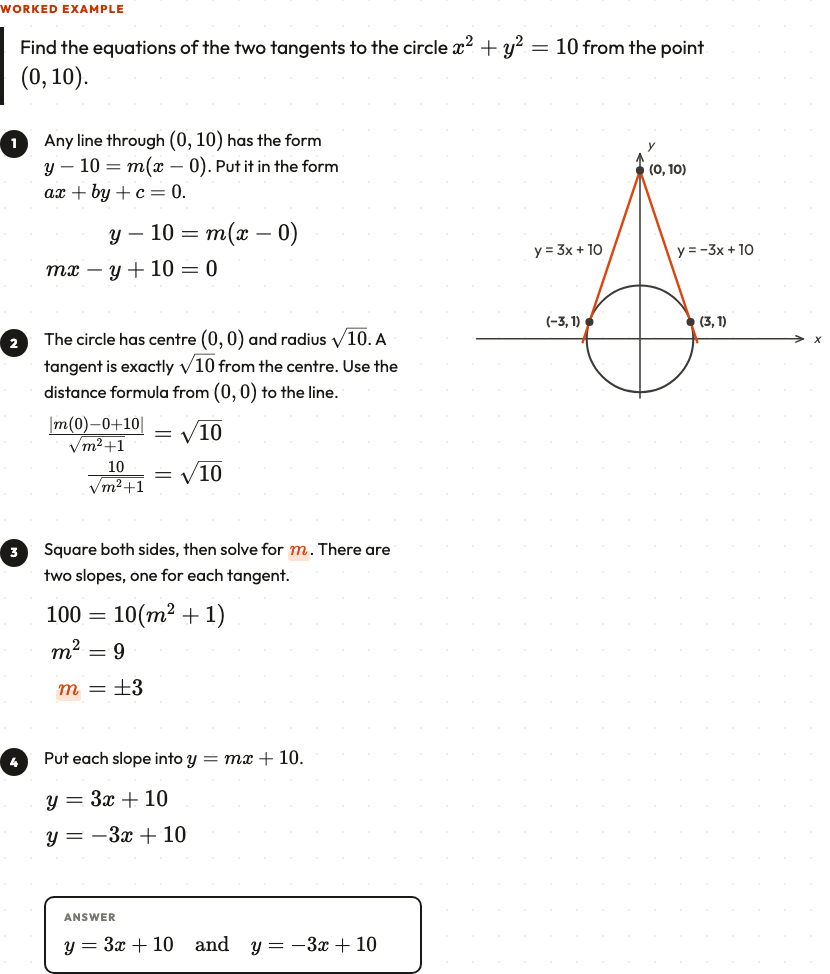 WORKED EXAMPLE
Find the equations of the two tangents to the circle x² + y² = 10 from the point
(0, 10).
1
Any line through (0, 10) has the form
y − 10 = m(x − 0). Put it in the form
ax + by + c = 0.
y − 10 = m(x − 0)
mx − y + 10 = 0
2
The circle has centre (0, 0) and radius √10. A
tangent is exactly √10 from the centre. Use the
distance formula from (0, 0) to the line.
|m(0)−0+10| / √(m²+1) = √10
10 / √(m²+1) = √10
3
Square both sides, then solve for m. There are
two slopes, one for each tangent.
100 = 10(m² + 1)
m² = 9
m = ±3
4
Put each slope into y = mx + 10.
y = 3x + 10
y = −3x + 10
ANSWER
y = 3x + 10 and y = −3x + 10
y
(0, 10)
y = 3x + 10
y = −3x + 10
(−3, 1)
(3, 1)
x